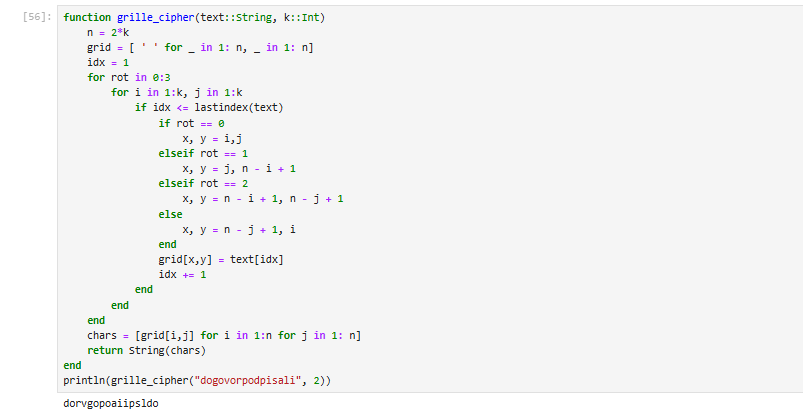 [56]: function grille_cipher(text::String, k::Int)
    n = 2*k
    grid = [ ' ' for _ in 1: n, _ in 1: n]
    idx = 1
    for rot in 0:3
        for i in 1:k, j in 1:k
            if idx <= lastindex(text)
                if rot == 0
                    x, y = i,j
                elseif rot == 1
                    x, y = j, n - i + 1
                elseif rot == 2
                    x, y = n - i + 1, n - j + 1
                else
                    x, y = n - j + 1, i
                end
                grid[x,y] = text[idx]
                idx += 1
            end
        end
    end
    chars = [grid[i,j] for i in 1:n for j in 1: n]
    return String(chars)
end
println(grille_cipher("dogovorpodpisali", 2))
dorvgopoaiipsldo